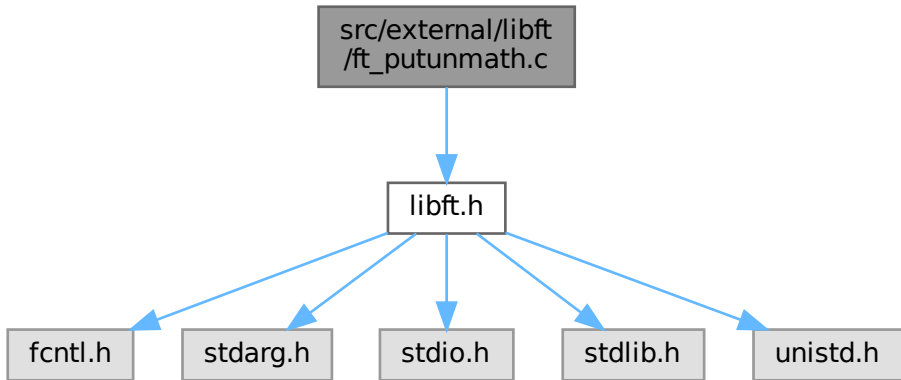 src/external/libft
/ft_putunmath.c
libft.h
fcntl.h
stdarg.h
stdio.h
stdlib.h
unistd.h